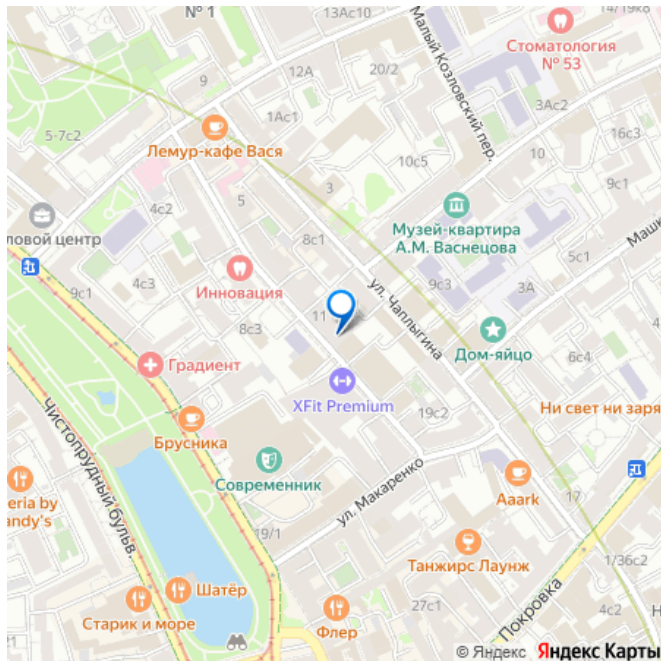 № 1
13Ас10
14/19к8
Стоматология
№ 53
Малый Козловский пер.
9
12А
20/2
3Ас2
1Ас1
16с3
5-7с2
Лемур-кафе Вася
10с5
10
9с1
3
4с2
5
Музей-квартира
А.М. Васнецова
ловой центр
8с1
Машк
5с1
Инновация
4с3
9с1
ул. Чаплыгина
9с3
3А
11
8с3
Дом-яйцо
6с4
Градиент
XFit Premium
Ни свет ни заря
19с2
Чистопрудный бульв.
Брусника
Современник
ул. Макаренко
eria by
andy's
Aaark
17
19/1
Танжирс Лаунж
1/36с2
Шатёр
Старик и море
27с1
Покровка
4с2
Н
Флер
© Яндекс Яндекс Карты